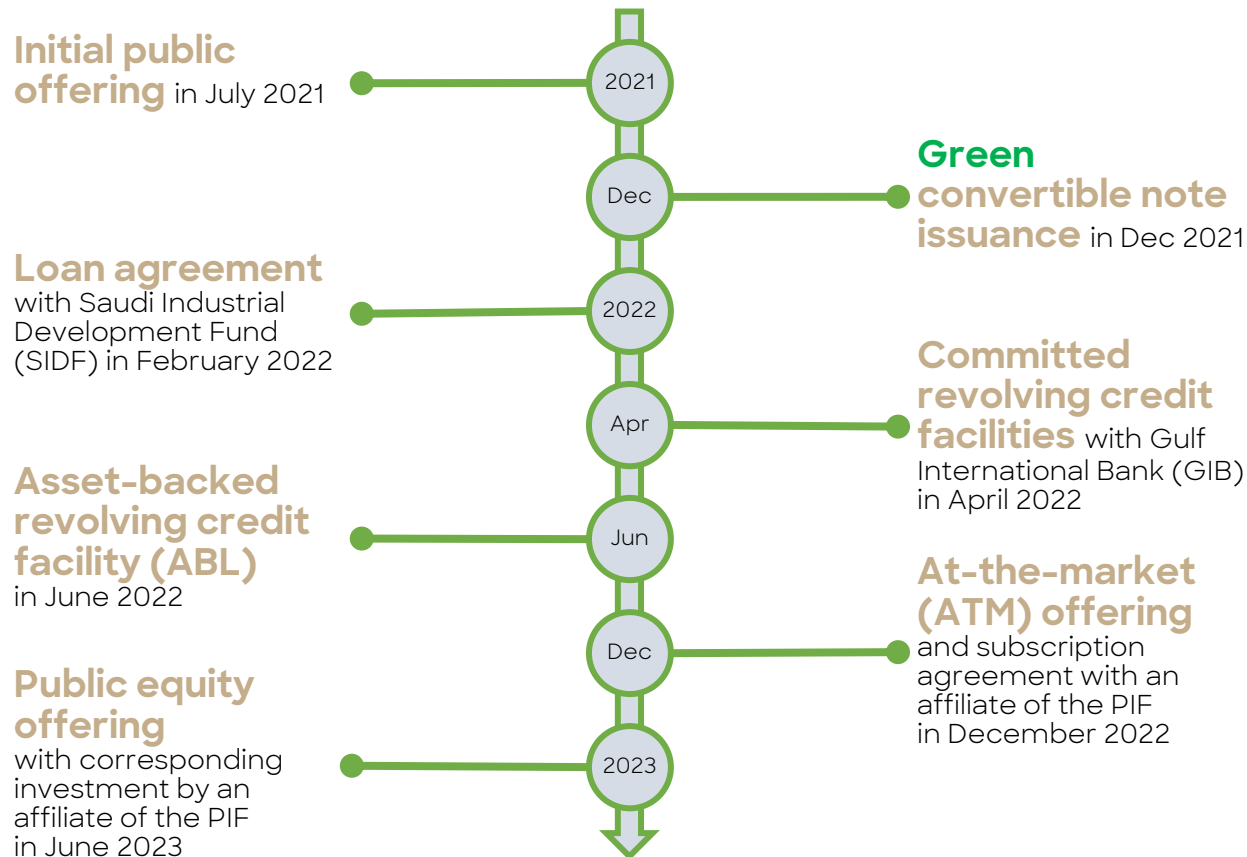 Initial public
offering in July 2021
2021
Green
convertible note
issuance in Dec 2021
Dec
Loan agreement
with Saudi Industrial
Development Fund
(SIDF) in February 2022
2022
Committed
revolving credit
facilities with Gulf
International Bank (GIB)
in April 2022
Apr
Asset-backed
revolving credit
facility (ABL)
in June 2022
Jun
At-the-market
(ATM) offering
and subscription
agreement with an
affiliate of the PIF
in December 2022
Dec
Public equity
offering
with corresponding
investment by an
affiliate of the PIF
in June 2023
2023